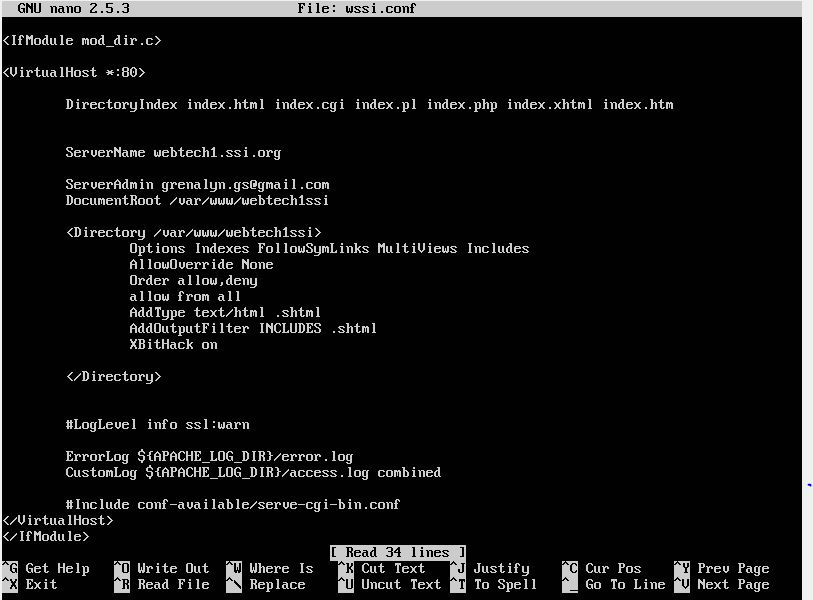 GNU nano 2.5.3 File: wssi.conf
<IfModule mod_dir.c>
<VirtualHost *:80>
DirectoryIndex index.html index.cgi index.pl index.php index.xhtml index.htm
ServerName webtech1.ssi.org
ServerAdmin grenalyn.gs@gmail.com
DocumentRoot /var/www/webtech1ssi
<Directory /var/www/webtech1ssi>
Options Indexes FollowSymLinks MultiViews Includes
AllowOverride None
Order allow,deny
allow from all
AddType text/html .shtml
AddOutputFilter INCLUDES .shtml
XBitHack on
</Directory>
#LogLevel info ssl:warn
ErrorLog ${APACHE_LOG_DIR}/error.log
CustomLog ${APACHE_LOG_DIR}/access.log combined
#Include conf-available/serve-cgi-bin.conf
</VirtualHost>
</IfModule>
[ Read 34 lines ]
^G Get Help ^O Write Out ^W Where Is ^K Cut Text ^J Justify ^C Cur Pos ^Y Prev Page
^X Exit ^R Read File ^\ Replace ^U Uncut Text ^T To Spell ^_ Go To Line ^V Next Page